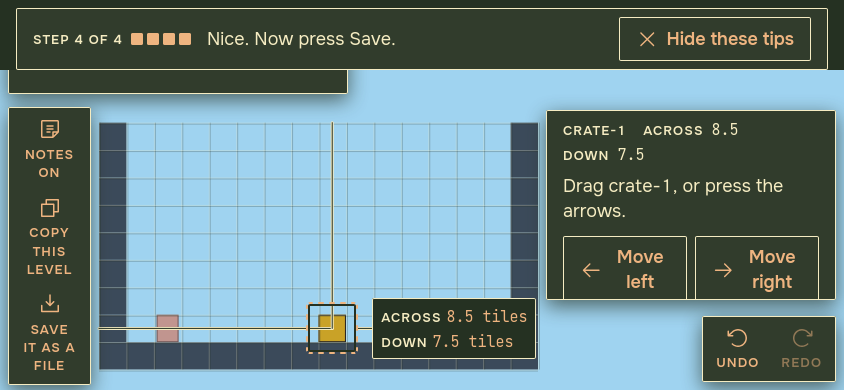 STEP 4 OF 4 Nice. Now press Save. Hide these tips
NOTES
ON
COPY
THIS
LEVEL
SAVE
IT AS A
FILE
ACROSS 8.5 tiles
DOWN 7.5 tiles
CRATE-1 ACROSS 8.5
DOWN 7.5
Drag crate-1, or press the
arrows.
Move
left
Move
right
UNDO REDO